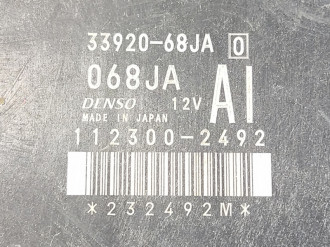 33920-68JA 0
068JA AI
DENSO 12V
MADE IN JAPAN
112300-2492
*232492M*